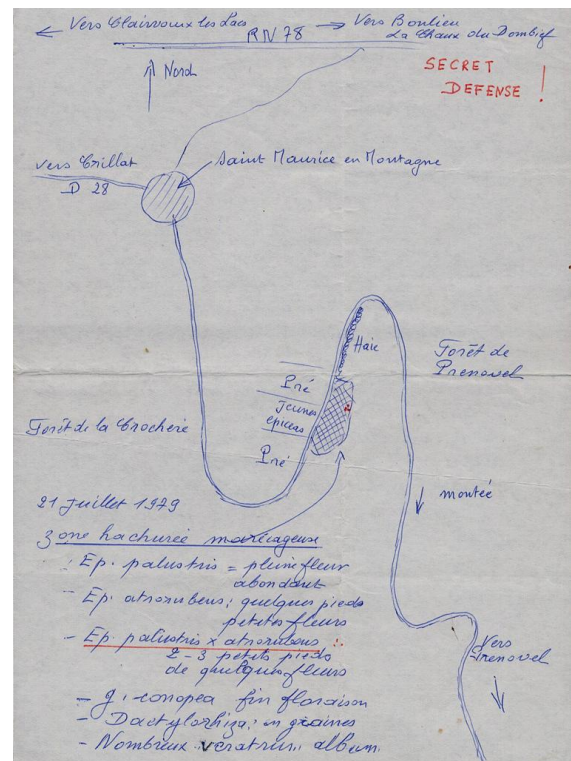 ← Vers Clairvaux les Lacs
RN 78
→ Vers Bonlieu
La Chaux du Dombief
SECRET
DEFENSE !
Nord
Vers Crillat
D 28
Saint Maurice en Montagne
Haie
Forêt de
Prenovel
Pré
Jeunes
epiceas
Pré
Forêt de la Crochère
montée
21 Juillet 1979
Zone hachurée marécageuse
Ep. palustris = pleine fleur
abondant
- Ep. atrorubens ; quelques pieds
petites fleurs
- Ep. palustris x atrorubens
2 - 3 petits pieds
de quelques fleurs
- G. conopea fin floraison
- Dactylorhiza : en graines
- Nombreux veratrum album
Vers
Prenovel